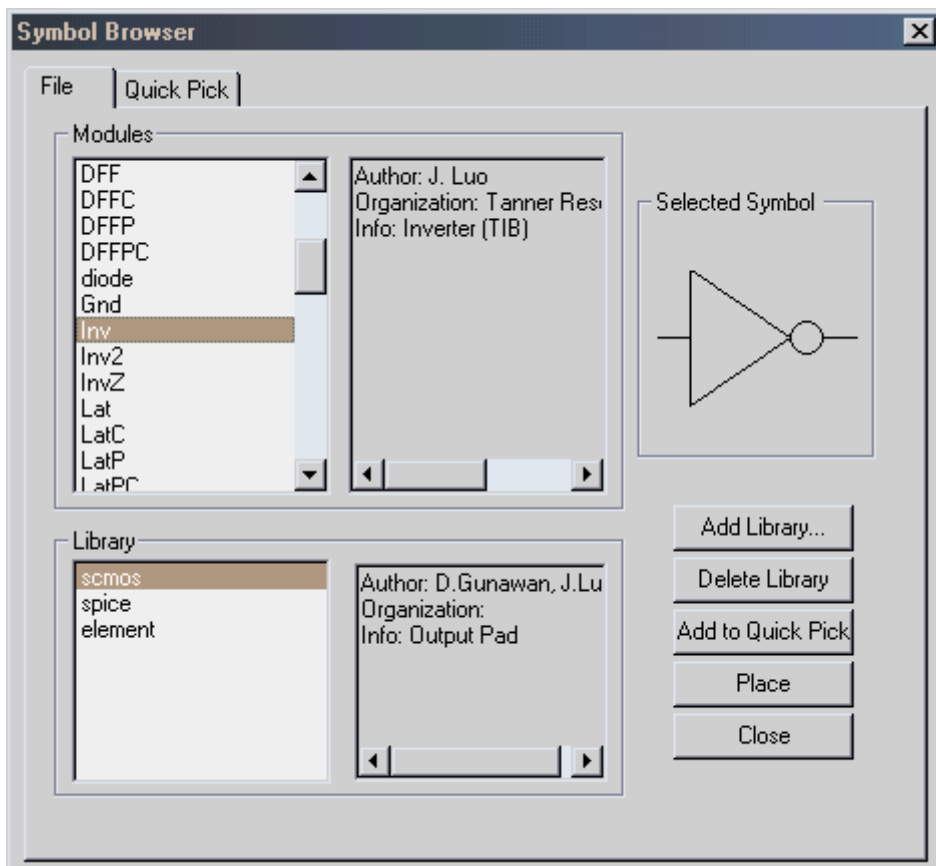 Symbol Browser
File
Quick Pick
Modules
DFF
DFFC
DFFP
DFFPC
diode
Gnd
Inv
Inv2
InvZ
Lat
LatC
LatP
LatPC
Author: J. Luo
Organization: Tanner Res
Info: Inverter (TIB)
Selected Symbol
Library
scmos
spice
element
Author: D.Gunawan, J.Lu
Organization:
Info: Output Pad
Add Library...
Delete Library
Add to Quick Pick
Place
Close